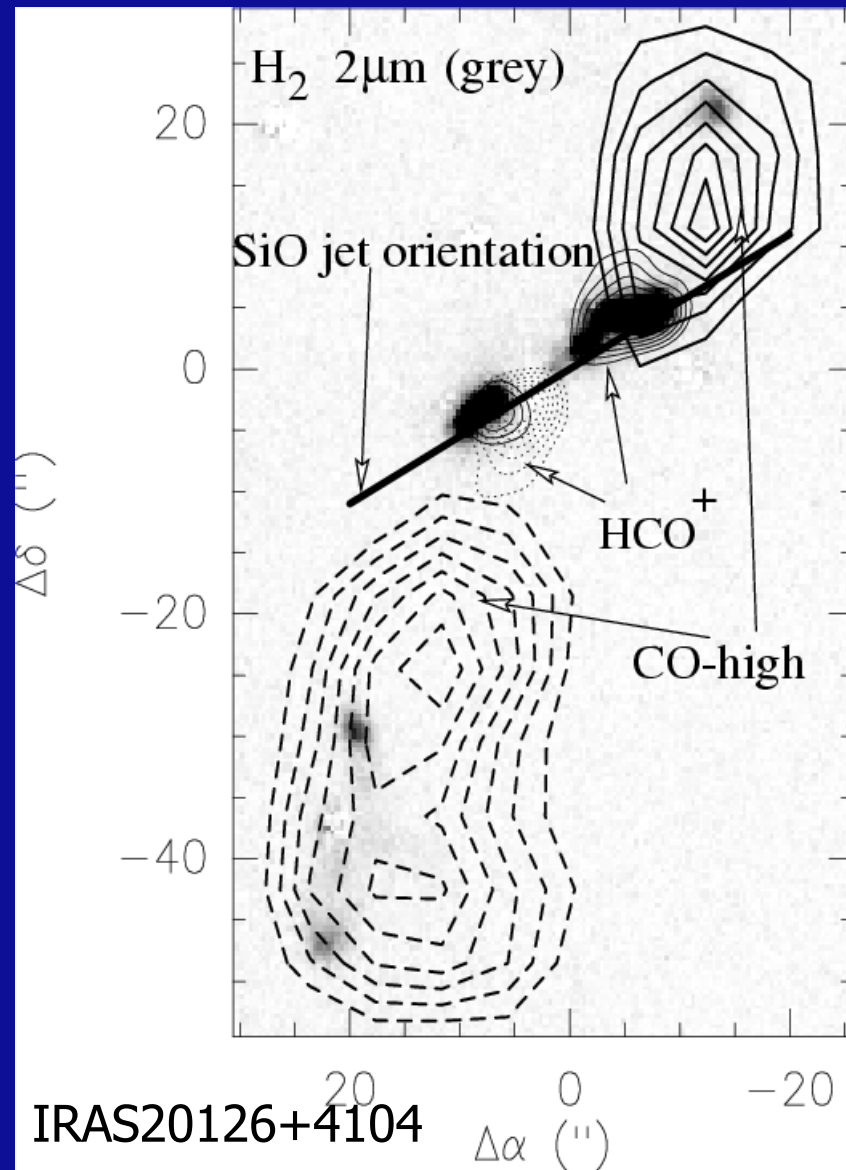 H₂ 2μm (grey)
20
SiO jet orientation
0
HCO⁺
Δδ (")
−20
CO-high
−40
20 0 −20
IRAS20126+4104
Δα (")